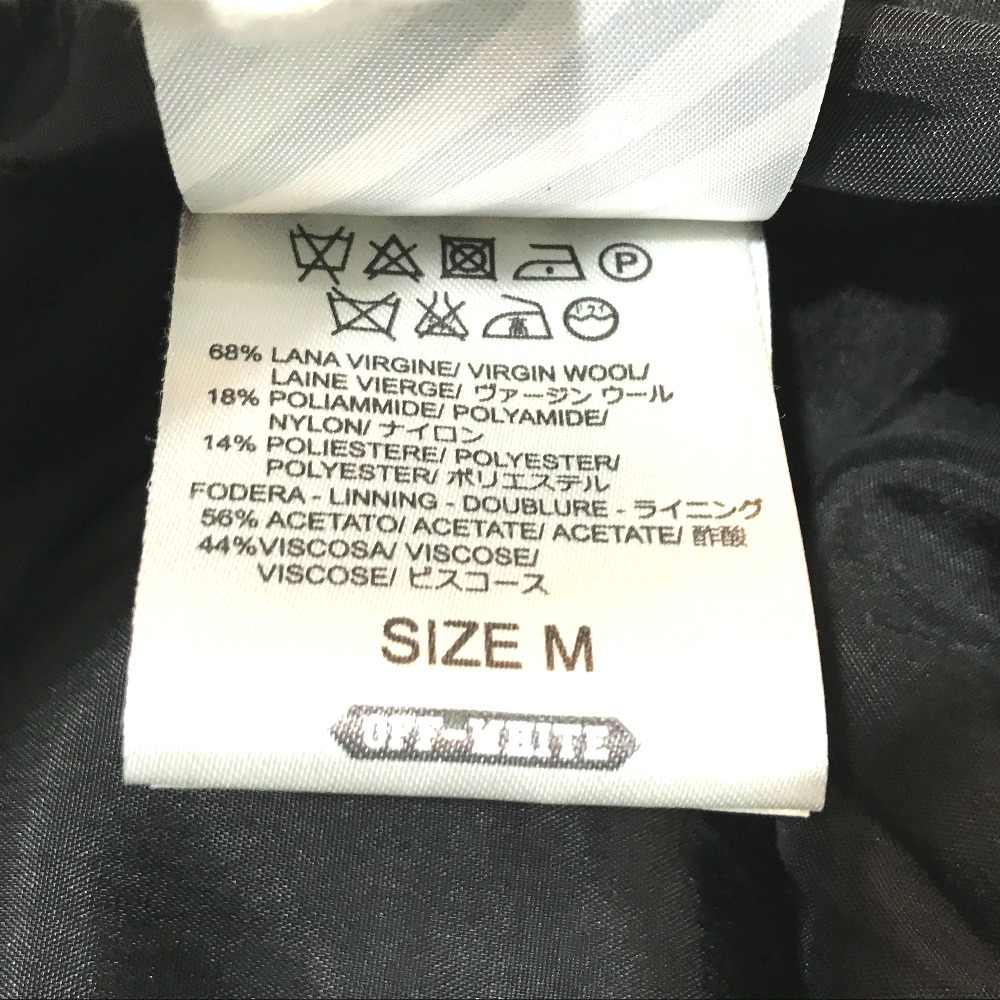 P
68% LANA VIRGINE/ VIRGIN WOOL/
LAINE VIERGE/ ヴァージン ウール
18% POLIAMMIDE/ POLYAMIDE/
NYLON/ ナイロン
14% POLIESTERE/ POLYESTER/
POLYESTER/ ポリエステル
FODERA - LINNING - DOUBLURE - ライニング
56% ACETATO/ ACETATE/ ACETATE/ 酢酸
44%VISCOSA/ VISCOSE/
VISCOSE/ ビスコース
SIZE M
OFF-WHITE